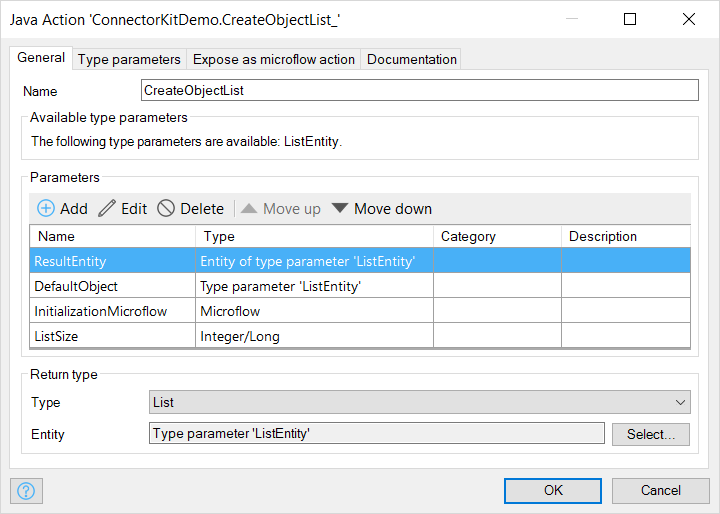 Java Action 'ConnectorKitDemo.CreateObjectList_'
General Type parameters Expose as microflow action Documentation
Name CreateObjectList
Available type parameters
The following type parameters are available: ListEntity.
Parameters
Add Edit Delete Move up Move down
Name Type Category Description
ResultEntity Entity of type parameter 'ListEntity'
DefaultObject Type parameter 'ListEntity'
InitializationMicroflow Microflow
ListSize Integer/Long
Return type
Type List
Entity Type parameter 'ListEntity' Select...
? OK Cancel